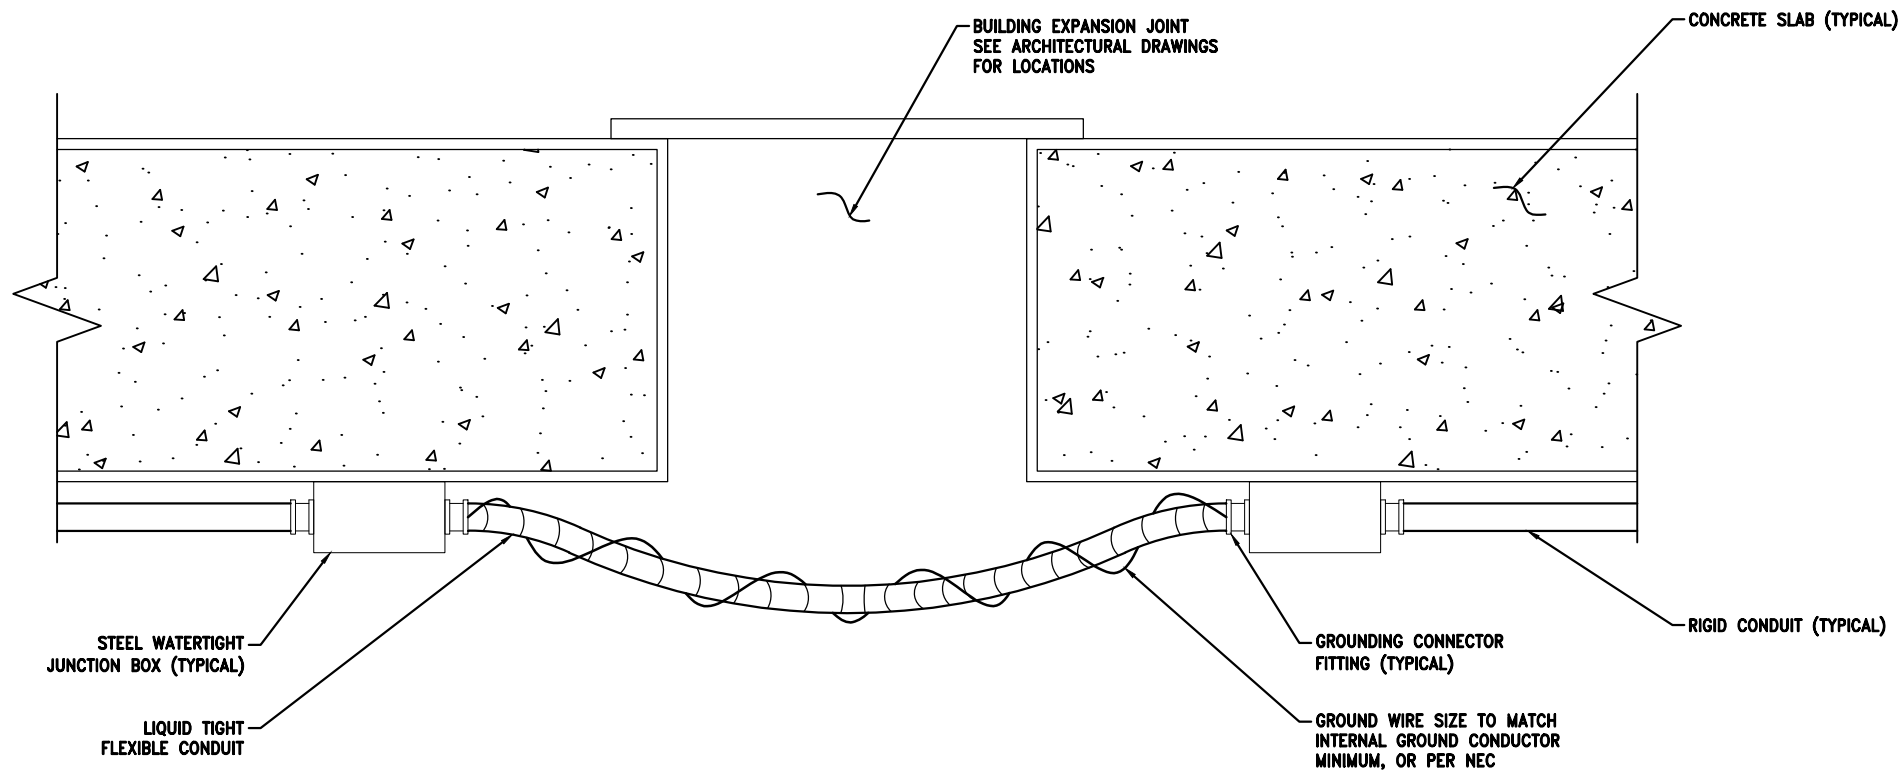 BUILDING EXPANSION JOINT
SEE ARCHITECTURAL DRAWINGS
FOR LOCATIONS
CONCRETE SLAB (TYPICAL)
STEEL WATERTIGHT
JUNCTION BOX (TYPICAL)
LIQUID TIGHT
FLEXIBLE CONDUIT
GROUNDING CONNECTOR
FITTING (TYPICAL)
GROUND WIRE SIZE TO MATCH
INTERNAL GROUND CONDUCTOR
MINIMUM, OR PER NEC
RIGID CONDUIT (TYPICAL)